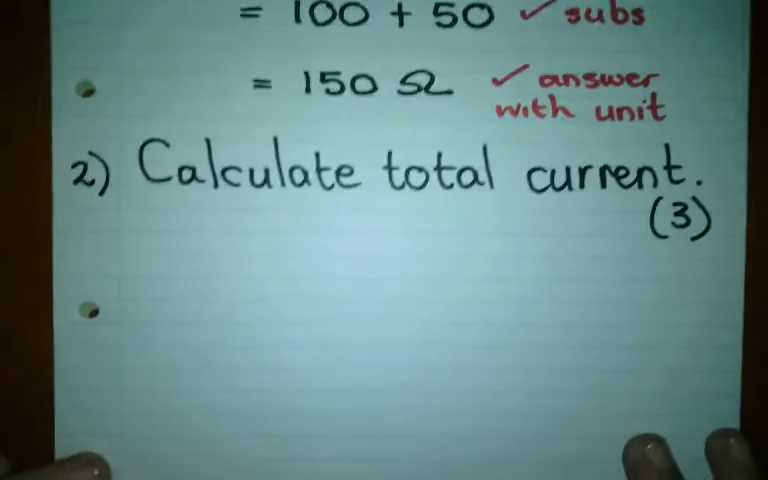 = 100 + 50 ✓ subs
= 150 Ω ✓ answer
with unit
2) Calculate total current.
(3)